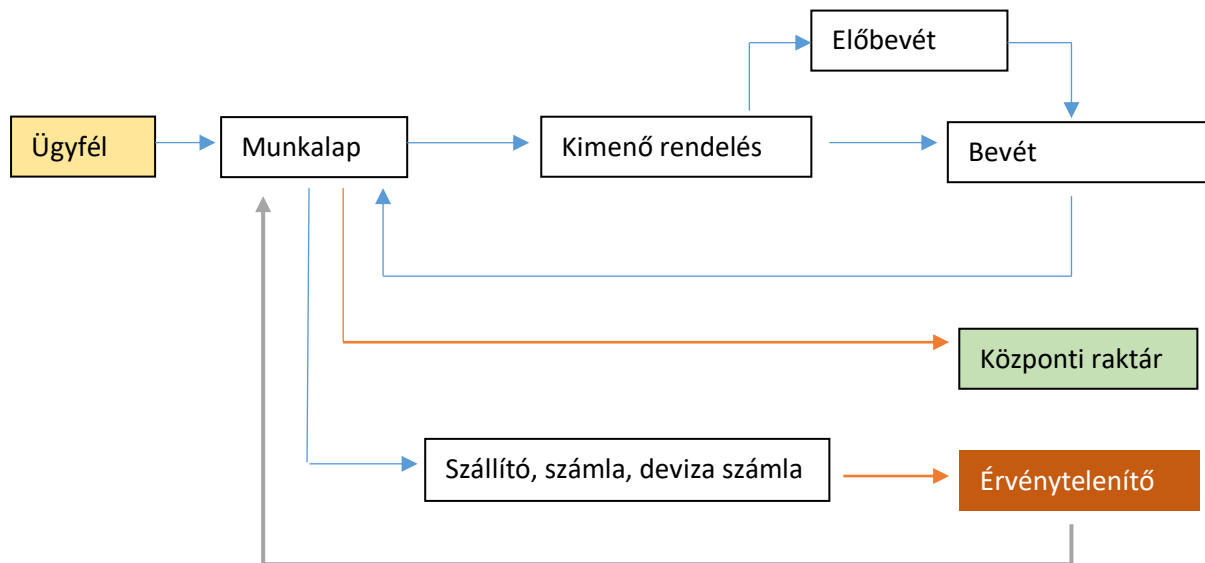 Előbevét
Ügyfél
Munkalap
Kimenő rendelés
Bevét
Központi raktár
Szállító, számla, deviza számla
Érvénytelenítő